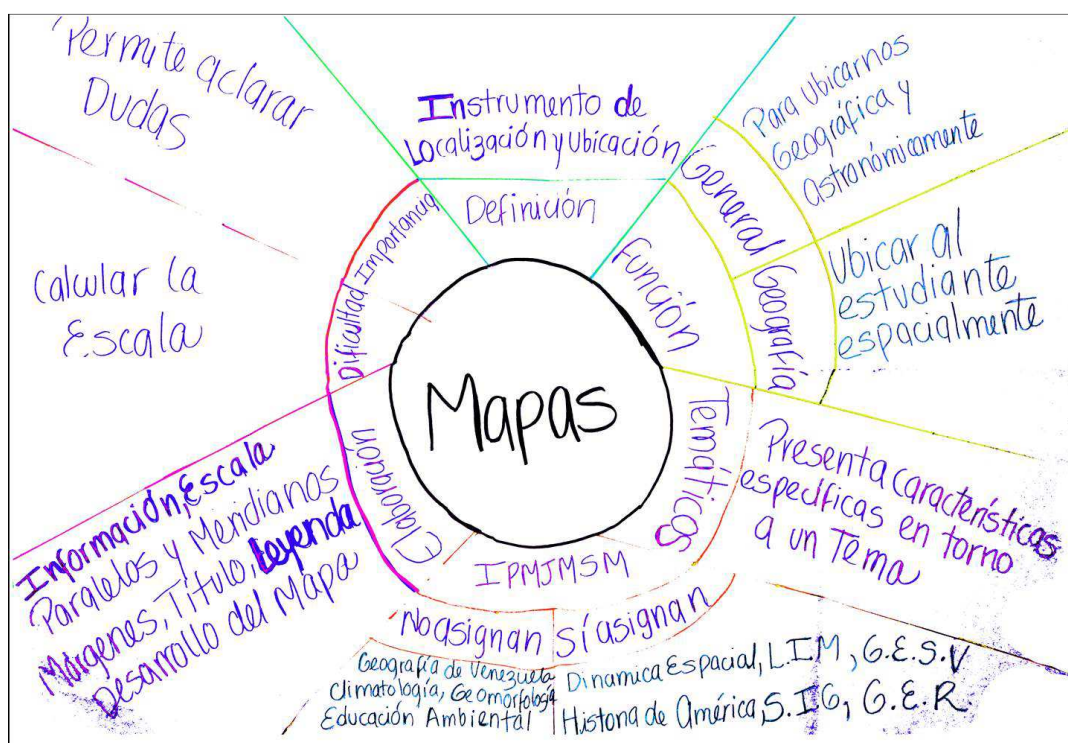 Mapas
Instrumento de
Localización y Ubicación
Definición
Función
General
Para Ubicarnos
Geográfica y
astronómicamente
Geografía
Ubicar al
estudiante
espacialmente
Temáticos
Presenta Características
específicas en torno
a un Tema
IPMJMSM
Sí asignan
Dinamica Espacial, L.I.M, G.E.S.V
Historia de América, S.IG, G.E.R.
No asignan
Geografía de Venezuela
Climatología, Geomorfología
Educación Ambiental
Elaboración
Información, Escala
Paralelos y Meridianos
Márgenes, Título, Leyenda
Desarrollo del Mapa
Dificultad
Calcular la
Escala
Importancia
Permite aclarar
Dudas